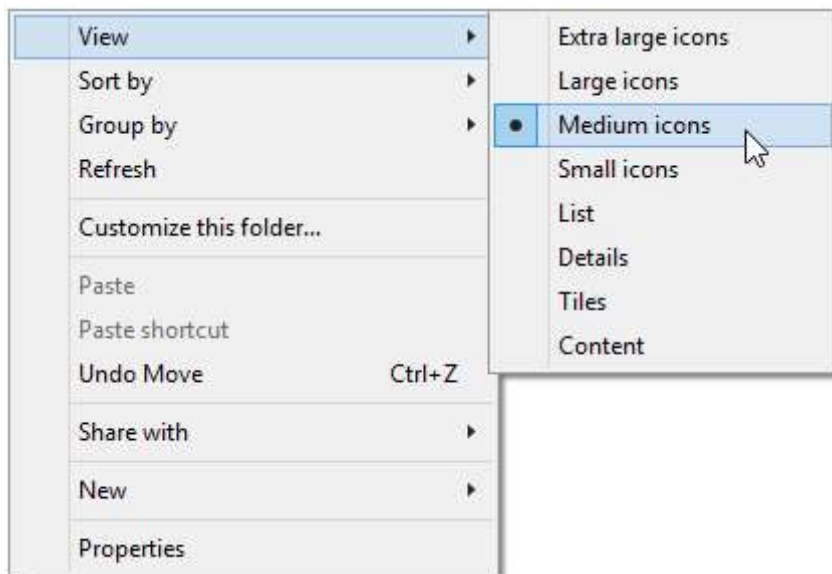 View
Sort by
Group by
Refresh
Customize this folder...
Paste
Paste shortcut
Undo Move Ctrl+Z
Share with
New
Properties
Extra large icons
Large icons
Medium icons
Small icons
List
Details
Tiles
Content